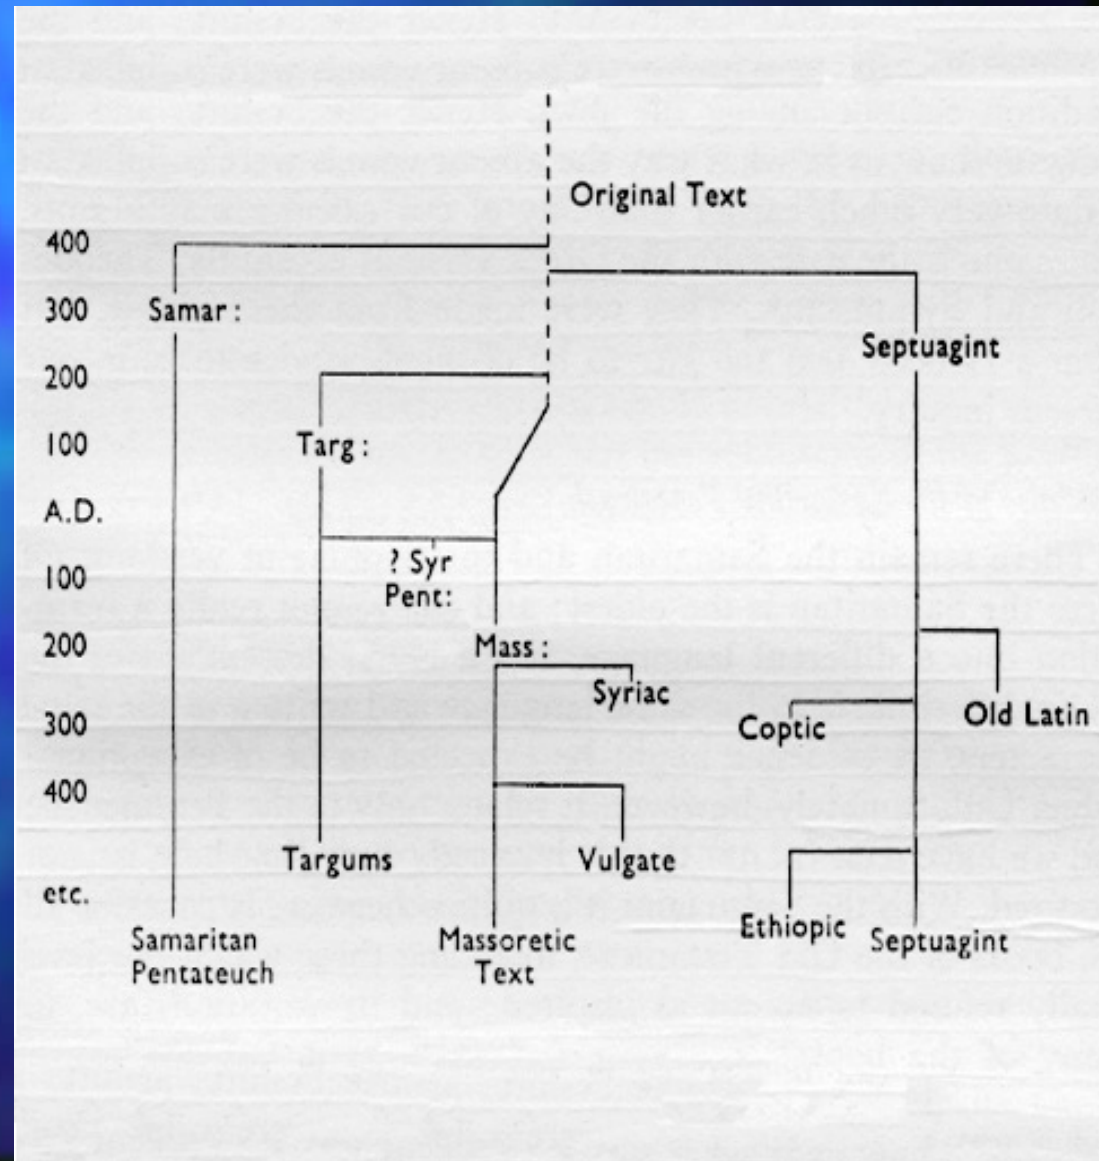 Original Text
400
300
Samar :
Septuagint
200
100
Targ :
A.D.
? Syr
Pent:
100
200
Mass :
Syriac
300
Coptic
Old Latin
400
Targums
Vulgate
etc.
Ethiopic
Septuagint
Samaritan
Pentateuch
Massoretic
Text